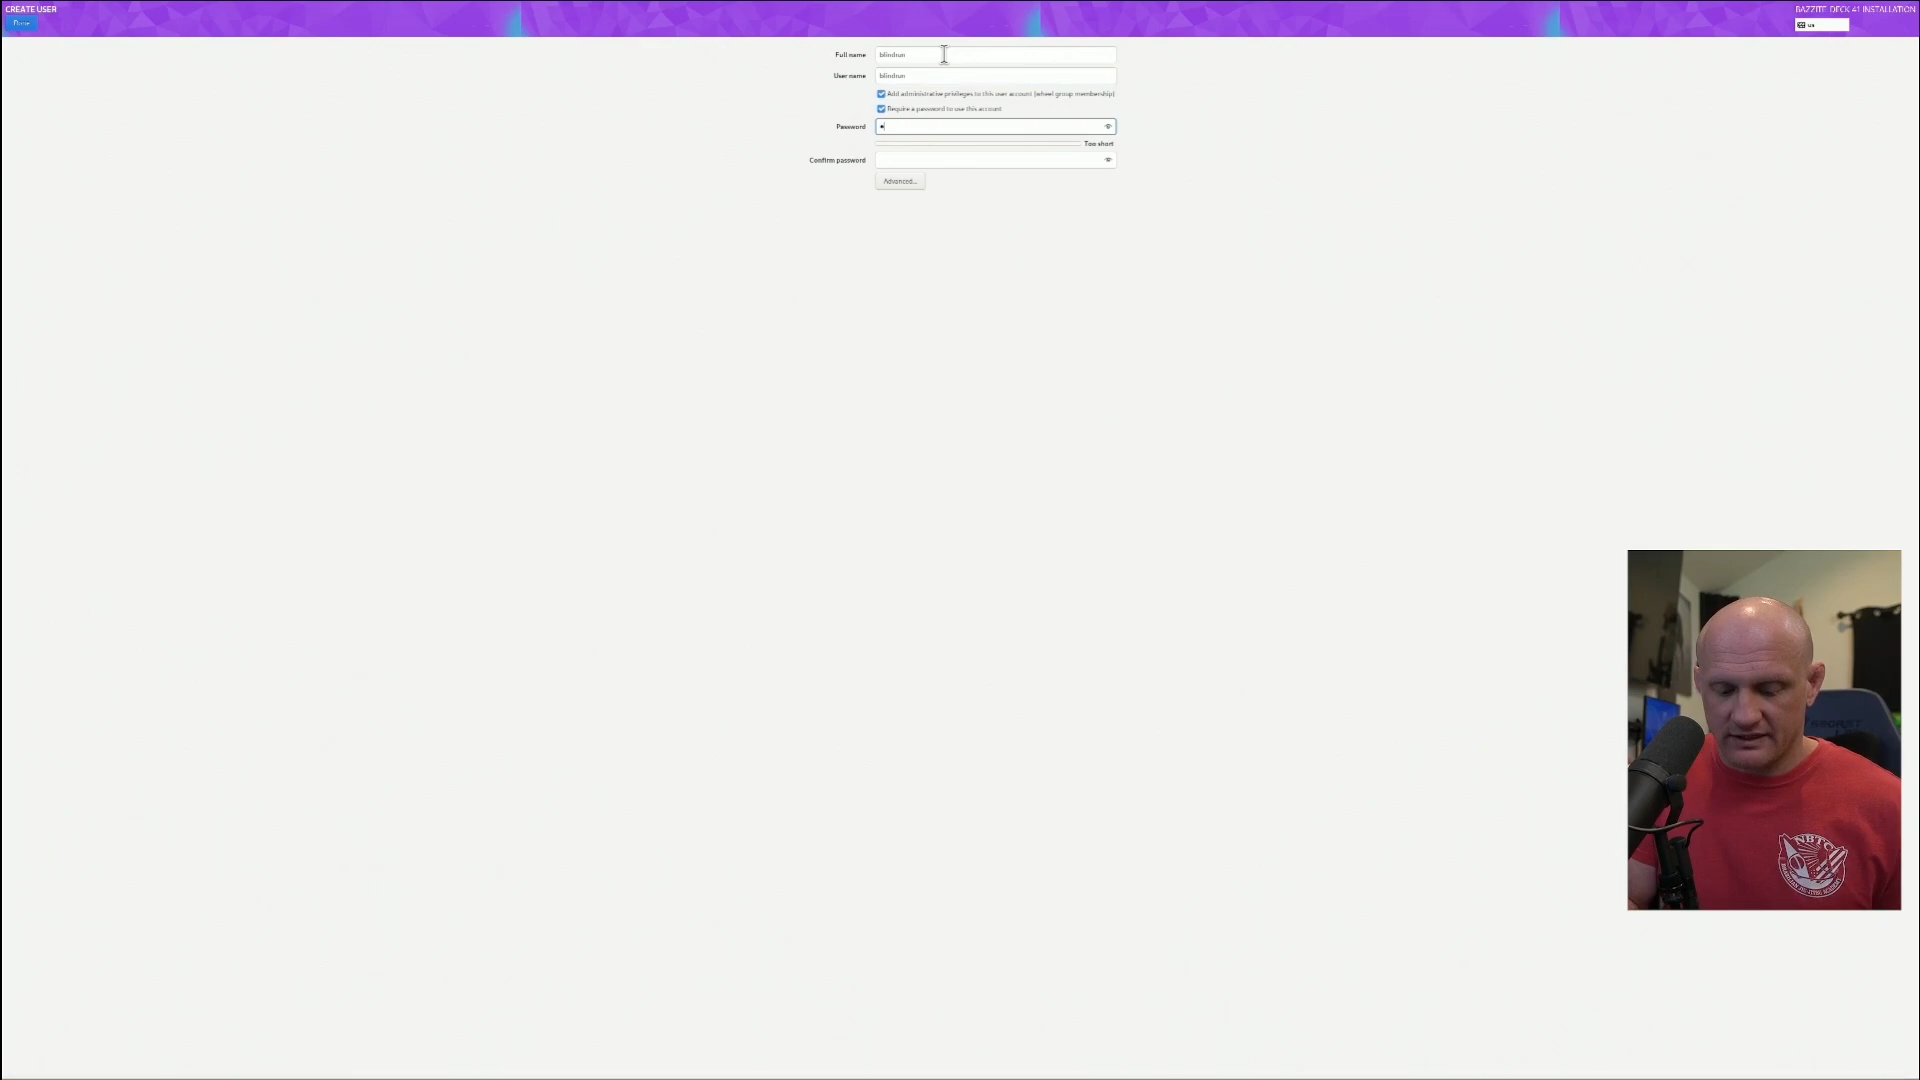 CREATE USER
BAZZITE-DECK 41 INSTALLATION
Done
us
Full name
blindrun
User name
blindrun
Add administrative privileges to this user account (wheel group membership)
Require a password to use this account
Password
Too short
Confirm password
Advanced...
NBTC